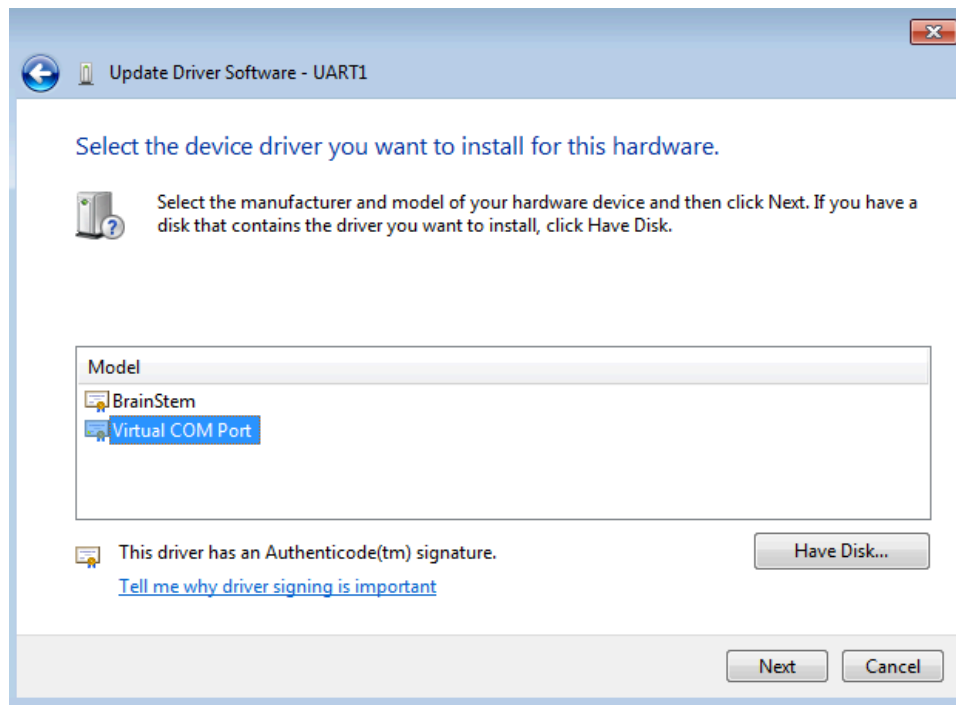 Update Driver Software - UART1
Select the device driver you want to install for this hardware.
Select the manufacturer and model of your hardware device and then click Next. If you have a
disk that contains the driver you want to install, click Have Disk.
Model
BrainStem
Virtual COM Port
This driver has an Authenticode(tm) signature.
Have Disk...
Tell me why driver signing is important
Next
Cancel